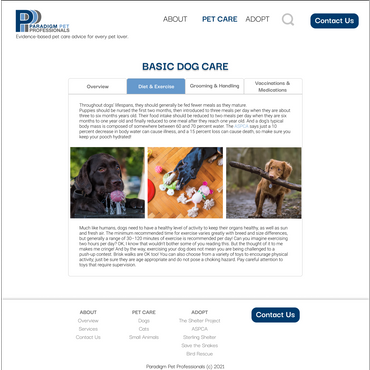 PARADIGM PET
PROFESSIONALS
Evidence-based pet care advice for every pet lover.
ABOUT PET CARE ADOPT
Contact Us
BASIC DOG CARE
Overview
Diet & Exercise
Grooming & Handling
Vaccinations &
Medications
Throughout dogs' lifespans, they should generally be fed fewer meals as they mature.
Puppies should be nursed the first two months, then introduced to three meals per day when they are about
three to six months years old. Their food intake should be reduced to two meals per day when they are six
months to one year old and finally reduced to one meal after they reach one year old. And a dog's typical
body mass is composed of somewhere between 60 and 70 percent water. The ASPCA says just a 10
percent decrease in body water can cause illness, and a 15 percent loss can cause death, so make sure you
keep your pooch hydrated!
Much like humans, dogs need to have a healthy level of activity to keep their organs healthy, as well as sun
and fresh air. The minimum recommended time for exercise varies greatly with breed and size differences,
but generally a range of 30–120 minutes of exercise is recommended per day! Can you imagine exercising
two hours per day? OK, I know that wouldn't bother some of you reading this. But the thought of it to me
makes me cringe! And by the way, exercising your dog does not mean you are being challenged to a
push-up contest. Brisk walks are OK too! You can also choose from a variety of toys to encourage physical
activity, just be sure they are age appropriate and do not pose a choking hazard. Pay careful attention to
toys that require supervision.
ABOUT
Overview
Services
Contact Us
PET CARE
Dogs
Cats
Small Animals
ADOPT
The Shelter Project
ASPCA
Sterling Shelter
Save the Shakes
Bird Rescue
Contact Us
Paradigm Pet Professionals (c) 2021